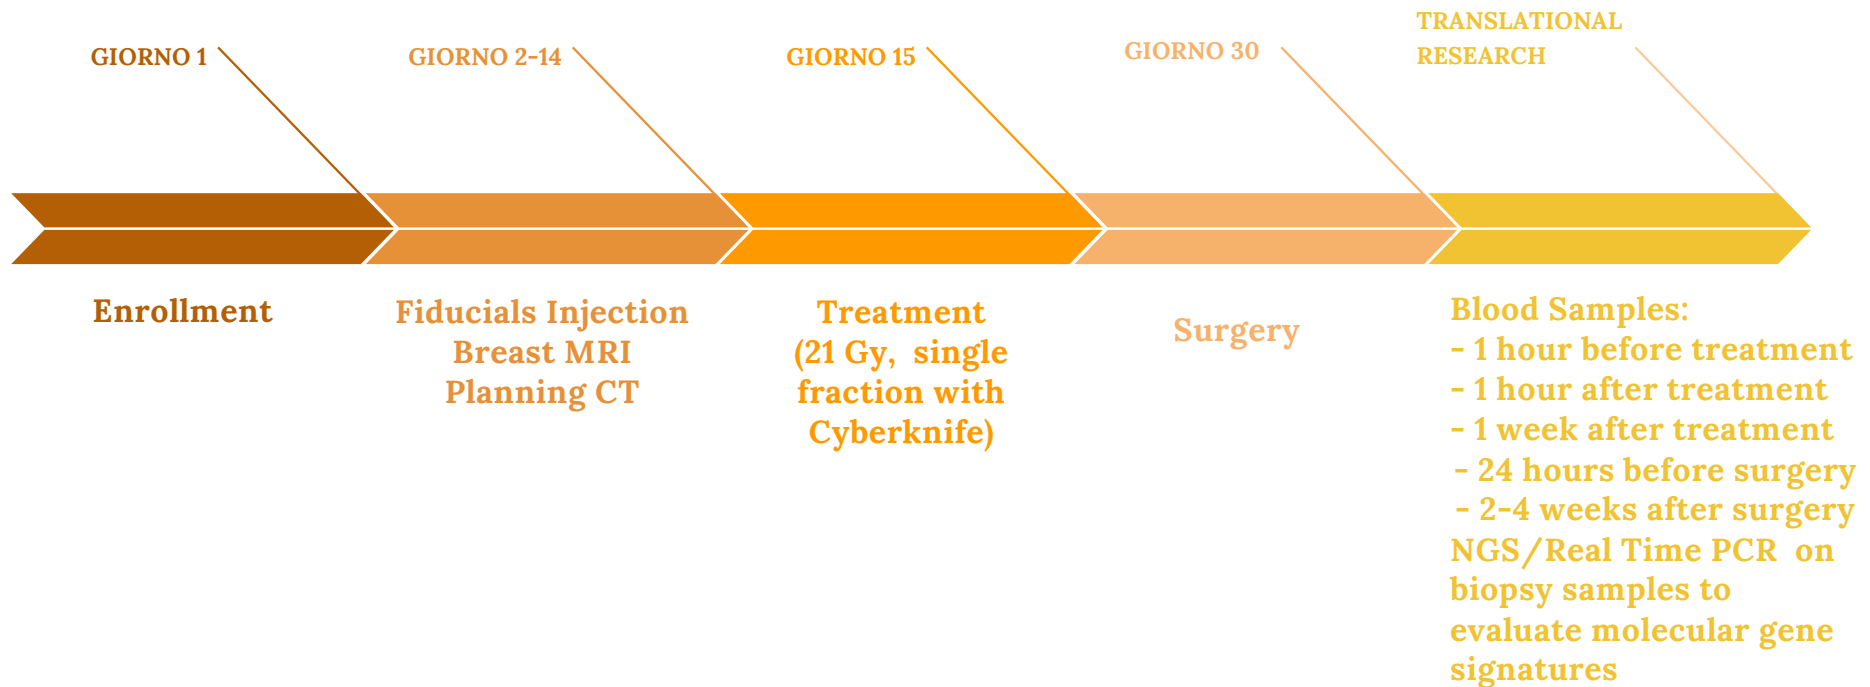 GIORNO 1
GIORNO 2-14
GIORNO 15
GIORNO 30
TRANSLATIONAL
RESEARCH
Enrollment
Fiducials Injection
Breast MRI
Planning CT
Treatment
(21 Gy, single
fraction with
Cyberknife)
Surgery
Blood Samples:
- 1 hour before treatment
- 1 hour after treatment
- 1 week after treatment
- 24 hours before surgery
- 2-4 weeks after surgery
NGS/Real Time PCR on
biopsy samples to
evaluate molecular gene
signatures